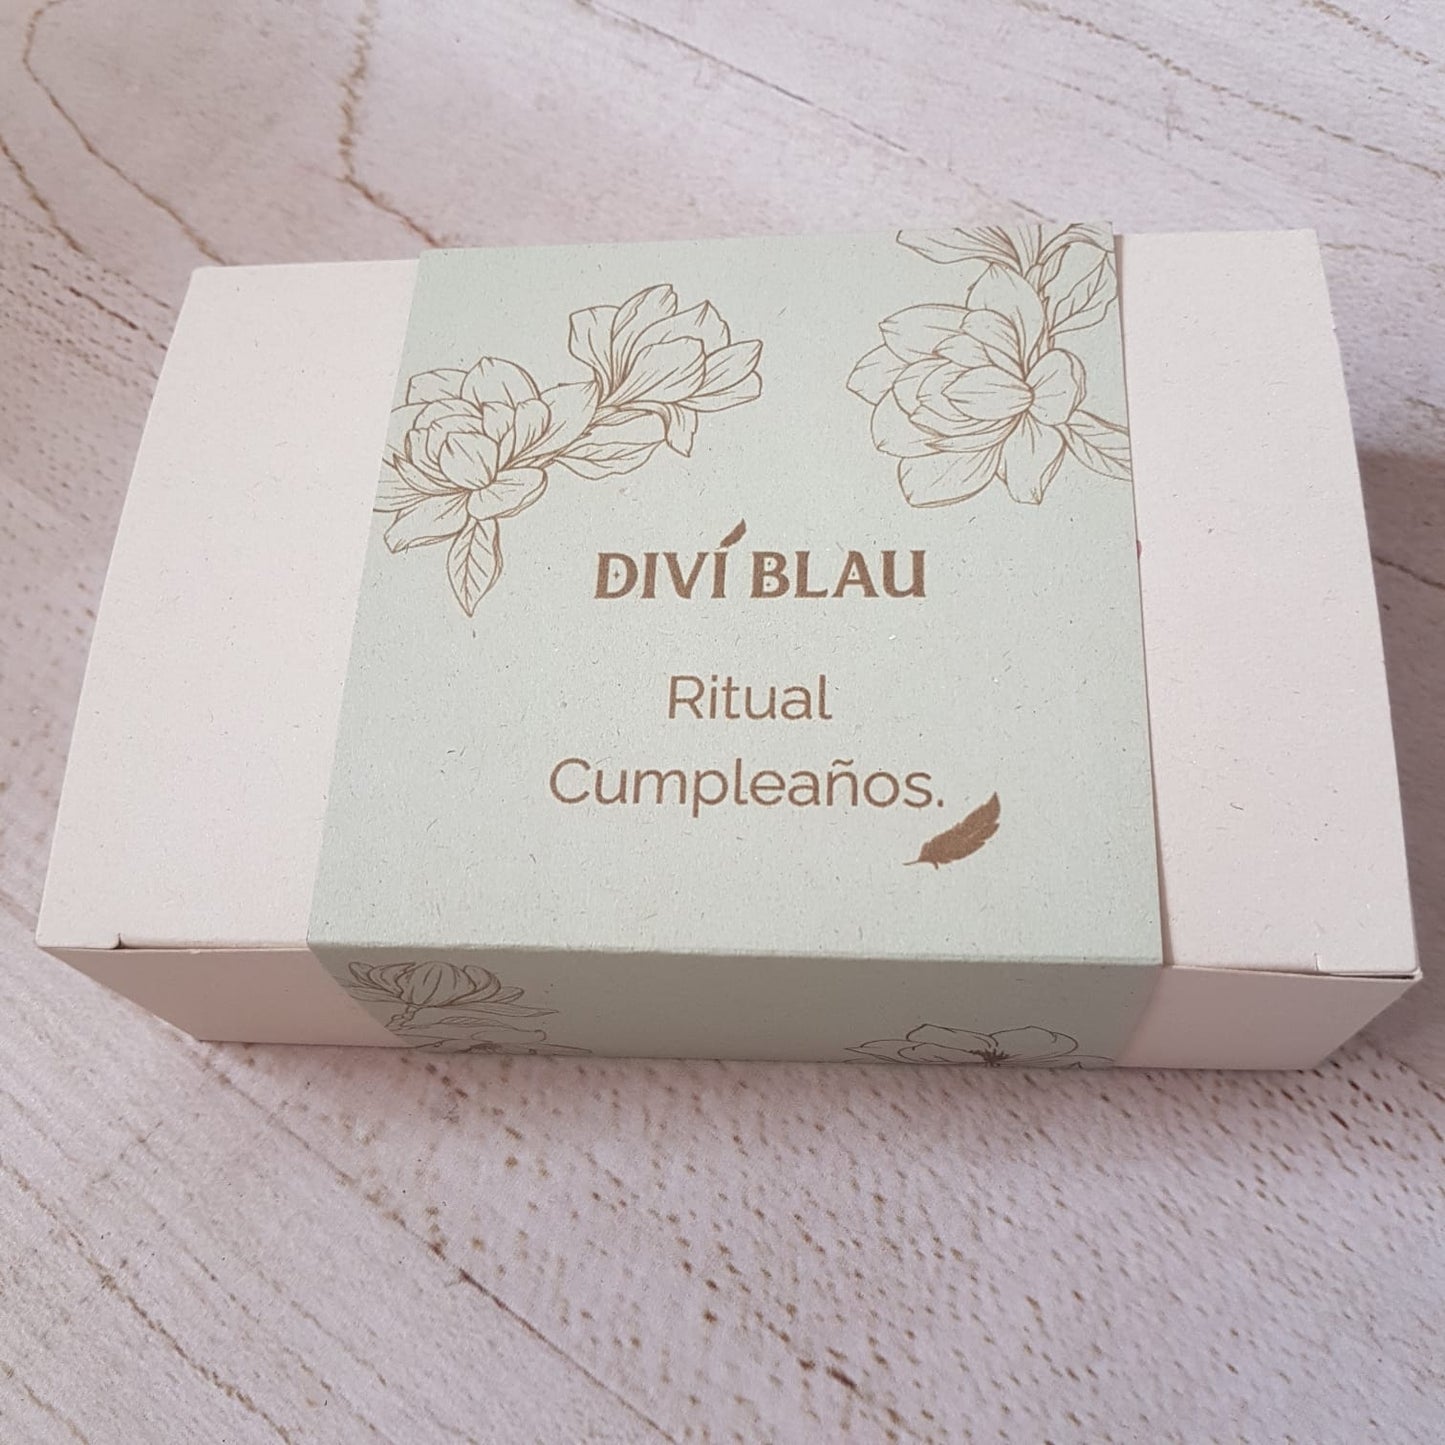 DIVÍ BLAU
Ritual
Cumpleaños.